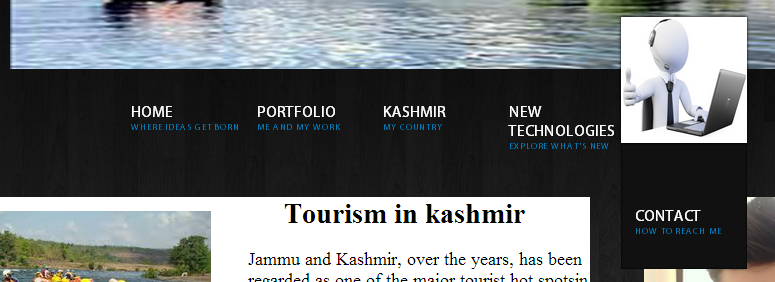 HOME
WHERE IDEAS GET BORN
PORTFOLIO
ME AND MY WORK
KASHMIR
MY COUNTRY
NEW
TECHNOLOGIES
EXPLORE WHAT'S NEW
CONTACT
HOW TO REACH ME
Tourism in kashmir
Jammu and Kashmir, over the years, has been
regarded as one of the major tourist hot spotsin